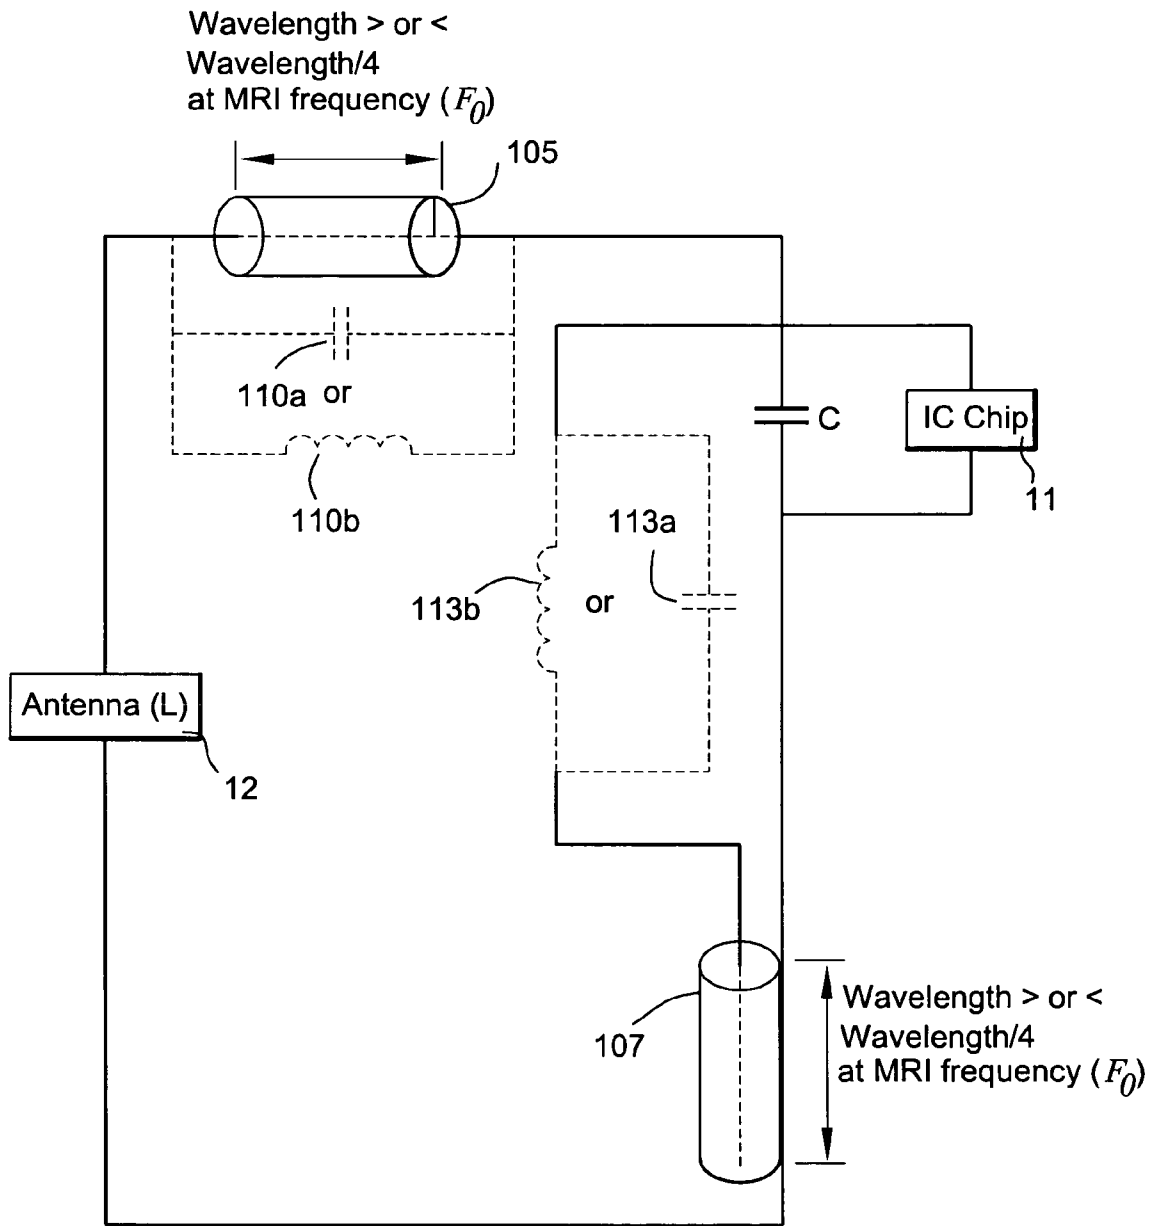 Wavelength > or <
Wavelength/4
at MRI frequency (F0)
105
110a or
110b
C
IC Chip
11
113a
113b or
Antenna (L)
12
107
Wavelength > or <
Wavelength/4
at MRI frequency (F0)